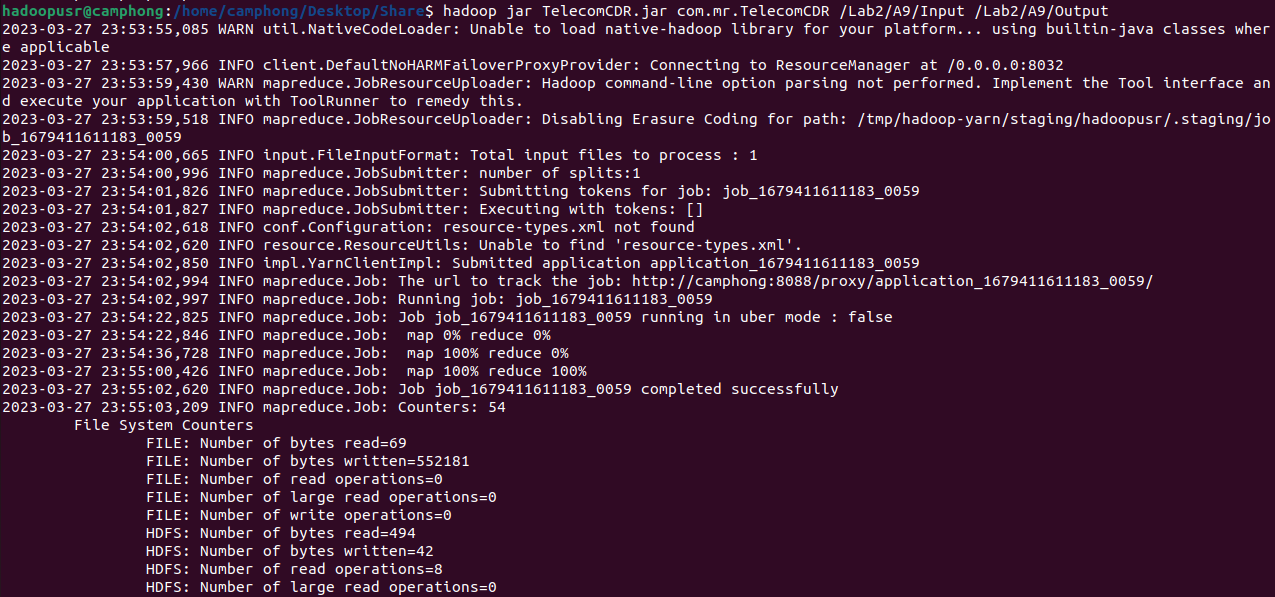 hadoopusr@camphong:/home/camphong/Desktop/Share$ hadoop jar TelecomCDR.jar com.mr.TelecomCDR /Lab2/A9/Input /Lab2/A9/Output
2023-03-27 23:53:55,085 WARN util.NativeCodeLoader: Unable to load native-hadoop library for your platform... using builtin-java classes wher
e applicable
2023-03-27 23:53:57,966 INFO client.DefaultNoHARMFailoverProxyProvider: Connecting to ResourceManager at /0.0.0.0:8032
2023-03-27 23:53:59,430 WARN mapreduce.JobResourceUploader: Hadoop command-line option parsing not performed. Implement the Tool interface an
d execute your application with ToolRunner to remedy this.
2023-03-27 23:53:59,518 INFO mapreduce.JobResourceUploader: Disabling Erasure Coding for path: /tmp/hadoop-yarn/staging/hadoopusr/.staging/jo
b_1679411611183_0059
2023-03-27 23:54:00,665 INFO input.FileInputFormat: Total input files to process : 1
2023-03-27 23:54:00,996 INFO mapreduce.JobSubmitter: number of splits:1
2023-03-27 23:54:01,826 INFO mapreduce.JobSubmitter: Submitting tokens for job: job_1679411611183_0059
2023-03-27 23:54:01,827 INFO mapreduce.JobSubmitter: Executing with tokens: []
2023-03-27 23:54:02,618 INFO conf.Configuration: resource-types.xml not found
2023-03-27 23:54:02,620 INFO resource.ResourceUtils: Unable to find 'resource-types.xml'.
2023-03-27 23:54:02,850 INFO impl.YarnClientImpl: Submitted application application_1679411611183_0059
2023-03-27 23:54:02,994 INFO mapreduce.Job: The url to track the job: http://camphong:8088/proxy/application_1679411611183_0059/
2023-03-27 23:54:02,997 INFO mapreduce.Job: Running job: job_1679411611183_0059
2023-03-27 23:54:22,825 INFO mapreduce.Job: Job job_1679411611183_0059 running in uber mode : false
2023-03-27 23:54:22,846 INFO mapreduce.Job:  map 0% reduce 0%
2023-03-27 23:54:36,728 INFO mapreduce.Job:  map 100% reduce 0%
2023-03-27 23:55:00,426 INFO mapreduce.Job:  map 100% reduce 100%
2023-03-27 23:55:02,620 INFO mapreduce.Job: Job job_1679411611183_0059 completed successfully
2023-03-27 23:55:03,209 INFO mapreduce.Job: Counters: 54
File System Counters
FILE: Number of bytes read=69
FILE: Number of bytes written=552181
FILE: Number of read operations=0
FILE: Number of large read operations=0
FILE: Number of write operations=0
HDFS: Number of bytes read=494
HDFS: Number of bytes written=42
HDFS: Number of read operations=8
HDFS: Number of large read operations=0